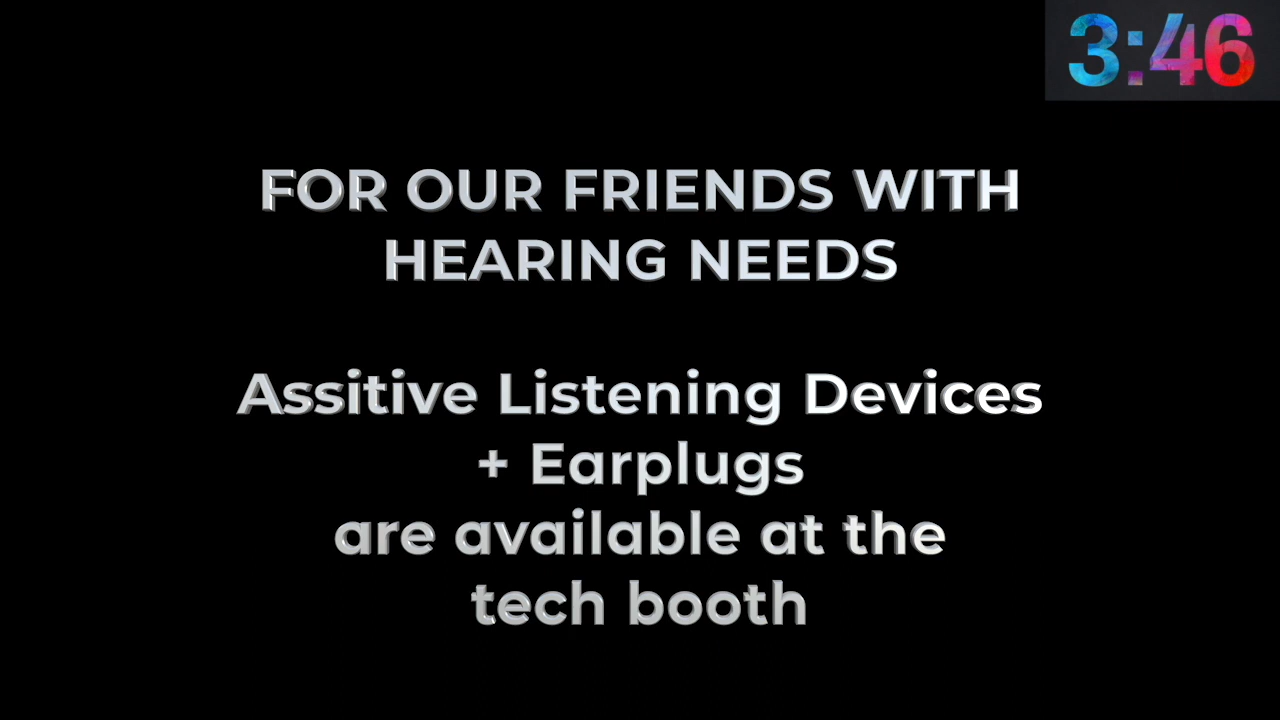 3:46
FOR OUR FRIENDS WITH
HEARING NEEDS
Assitive Listening Devices
+ Earplugs
are available at the
tech booth